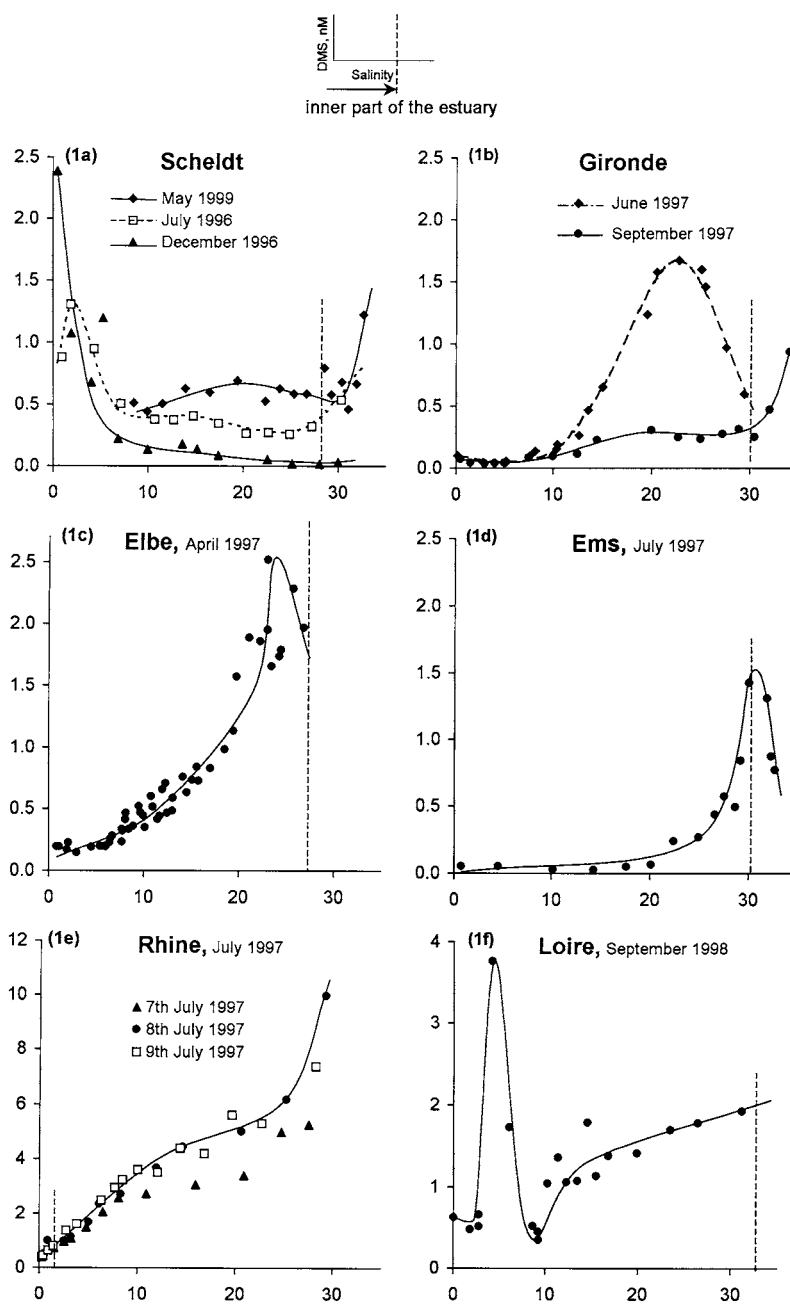 DMS, nM
Salinity
inner part of the estuary
(1a) Scheldt
May 1999
July 1996
December 1996
2.5
2.0
1.5
1.0
0.5
0.0
0 10 20 30
(1b) Gironde
June 1997
September 1997
2.5
2.0
1.5
1.0
0.5
0.0
0 10 20 30
(1c) Elbe, April 1997
2.5
2.0
1.5
1.0
0.5
0.0
0 10 20 30
(1d) Ems, July 1997
2.5
2.0
1.5
1.0
0.5
0.0
0 10 20 30
(1e) Rhine, July 1997
7th July 1997
8th July 1997
9th July 1997
12
10
8
6
4
2
0
0 10 20 30
(1f) Loire, September 1998
4
3
2
1
0
0 10 20 30